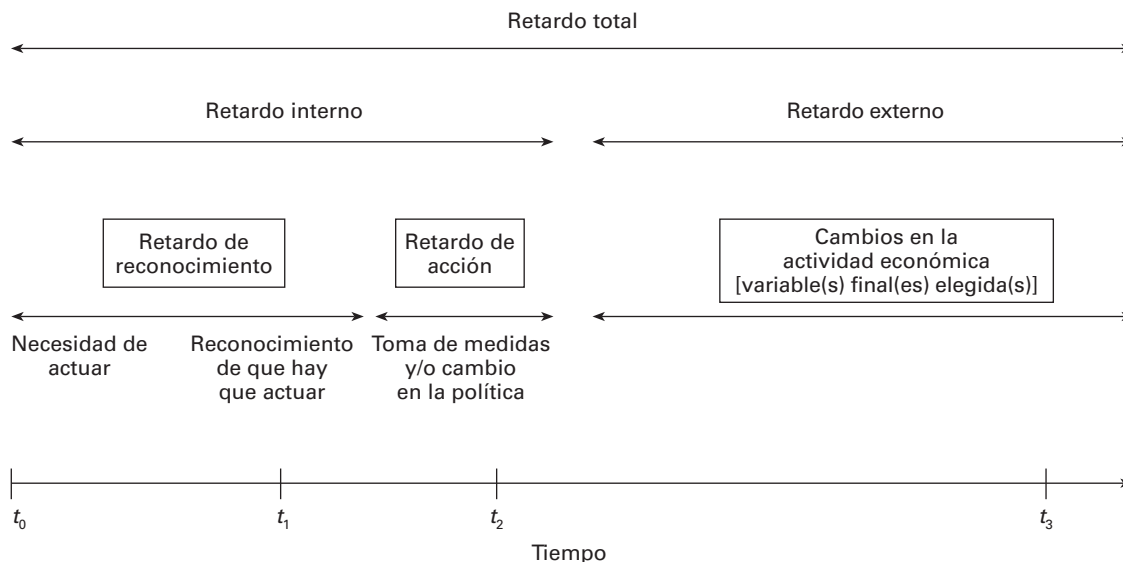 Retardo total
Retardo interno
Retardo externo
Retardo de
reconocimiento
Retardo de
acción
Cambios en la
actividad económica
[variable(s) final(es) elegida(s)]
Necesidad de
actuar
Reconocimiento
de que hay
que actuar
Toma de medidas
y/o cambio
en la política
t₀
t₁
t₂
t₃
Tiempo